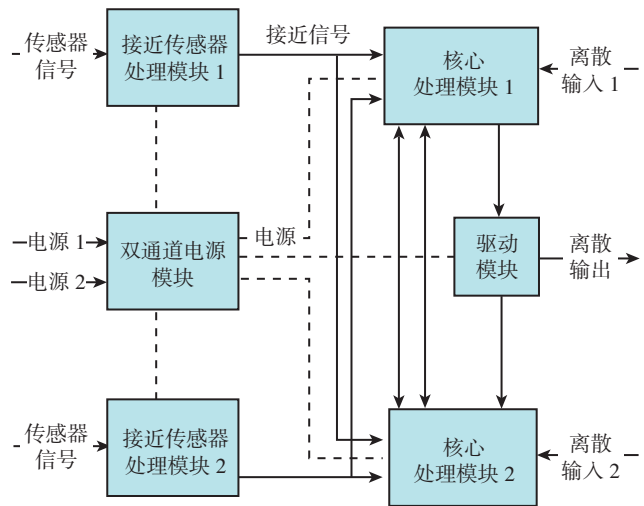 传感器
信号
接近传感器
处理模块 1
接近信号
核心
处理模块 1
离散
输入 1
电源 1
电源 2
双通道电源
模块
电源
驱动
模块
离散
输出
传感器
信号
接近传感器
处理模块 2
核心
处理模块 2
离散
输入 2